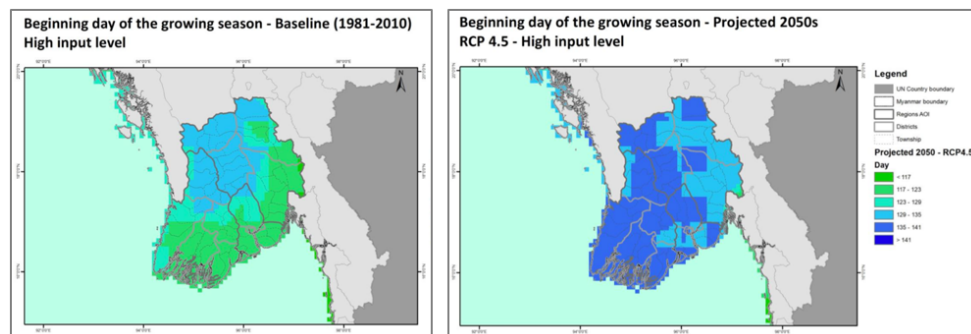 Beginning day of the growing season - Baseline (1981-2010)
High input level
N
Beginning day of the growing season - Projected 2050s
RCP 4.5 - High input level
N
Legend
UN Country boundary
Myanmar boundary
Regions AOI
Districts
Township
Projected 2050 - RCP4.5
Day
< 117
117 - 123
123 - 129
129 - 135
135 - 141
> 141